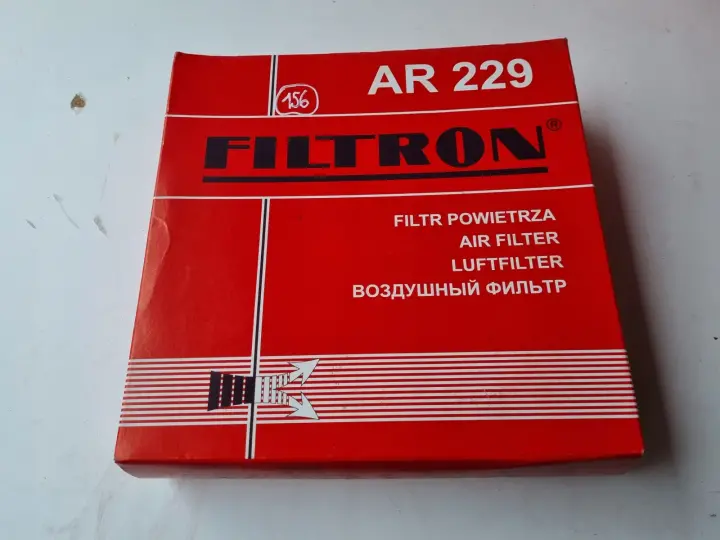 AR 229
156
FILTRON®
FILTR POWIETRZA
AIR FILTER
LUFTFILTER
ВОЗДУШНЫЙ ФИЛЬТР